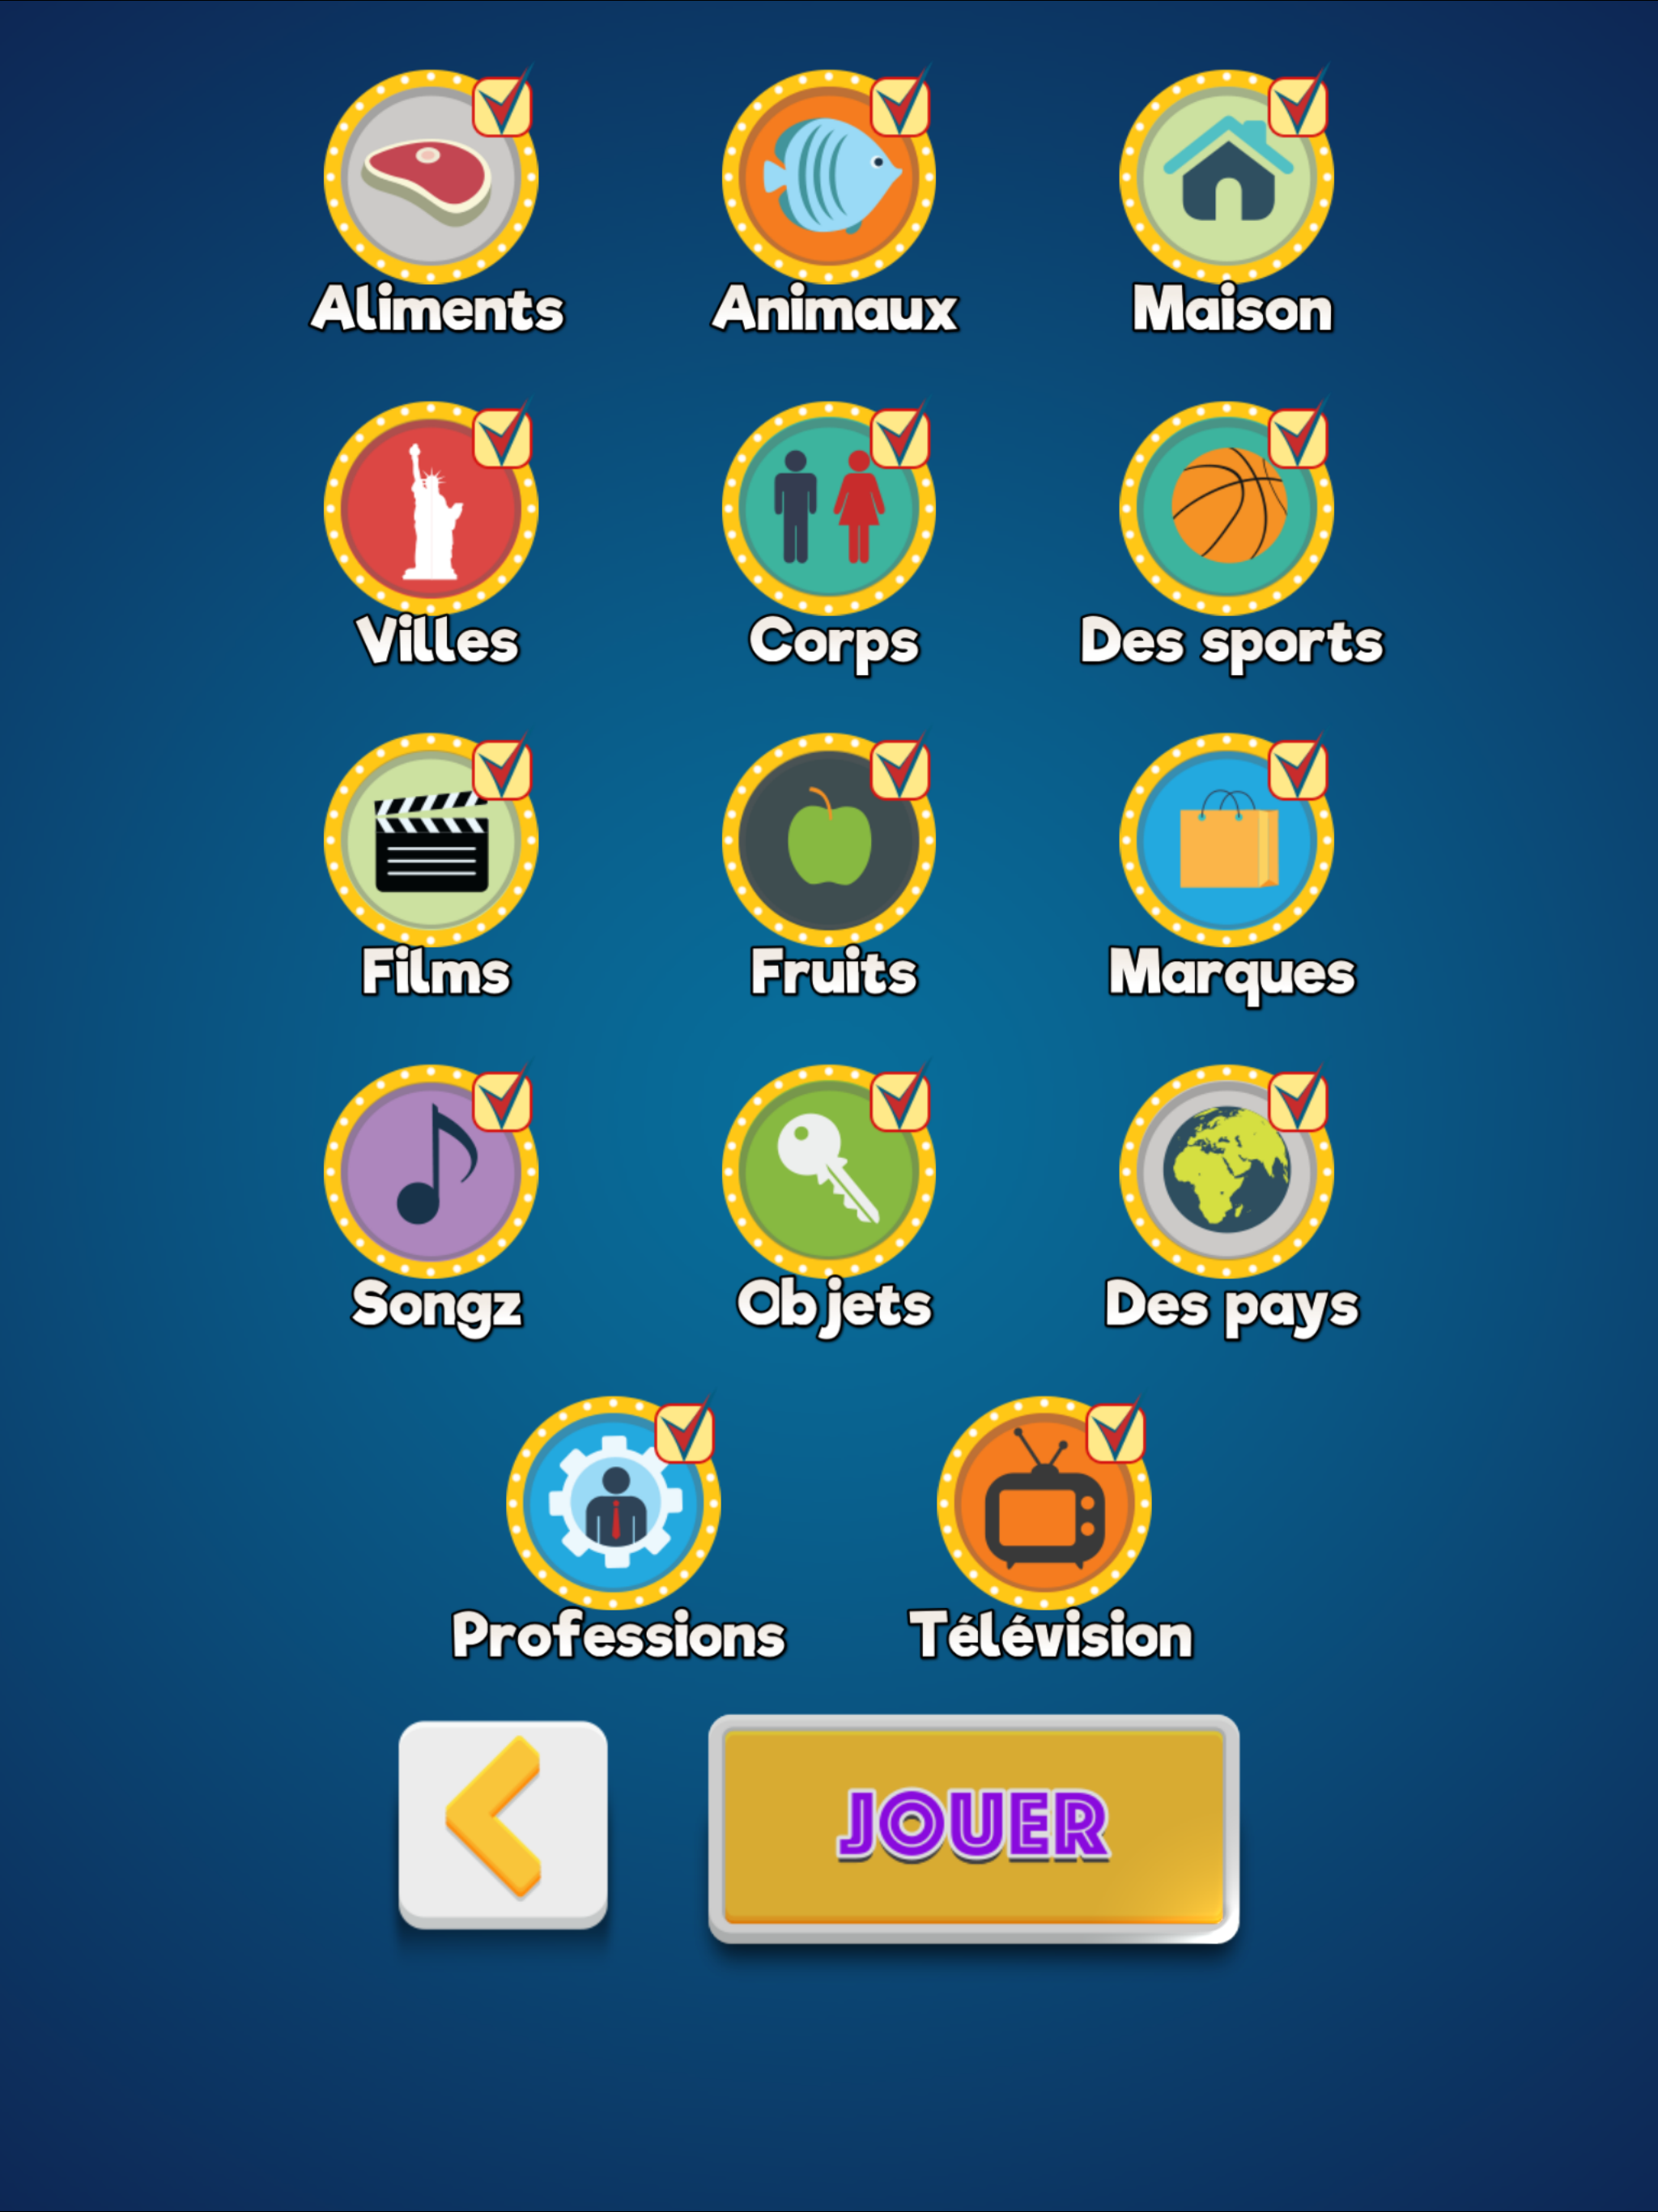 Aliments
Animaux
Maison
Villes
Corps
Des sports
Films
Fruits
Marques
Songz
Objets
Des pays
Professions
Télévision
JOUER